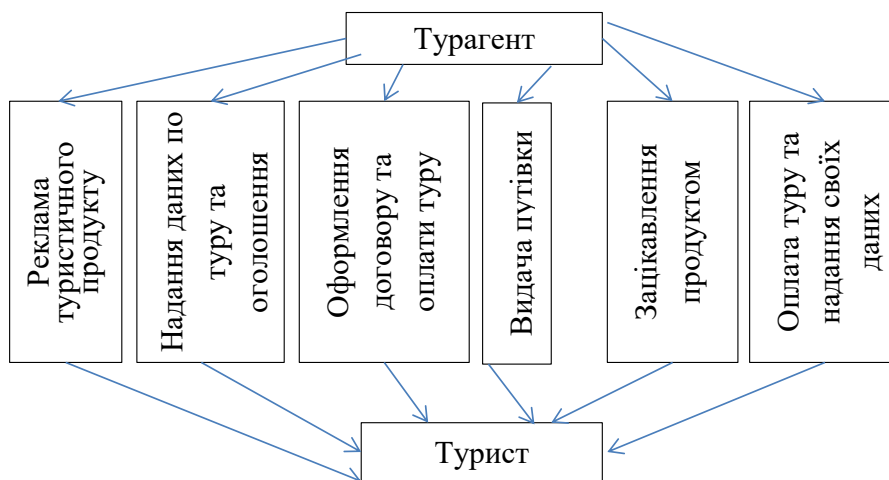 Турагент
Реклама
туристичного
продукту
Надання даних по
туру та
оголошення
Оформлення
договору та
оплати туру
Видача путівки
Зацікавлення
продуктом
Оплата туру та
надання своїх
даних
Турист